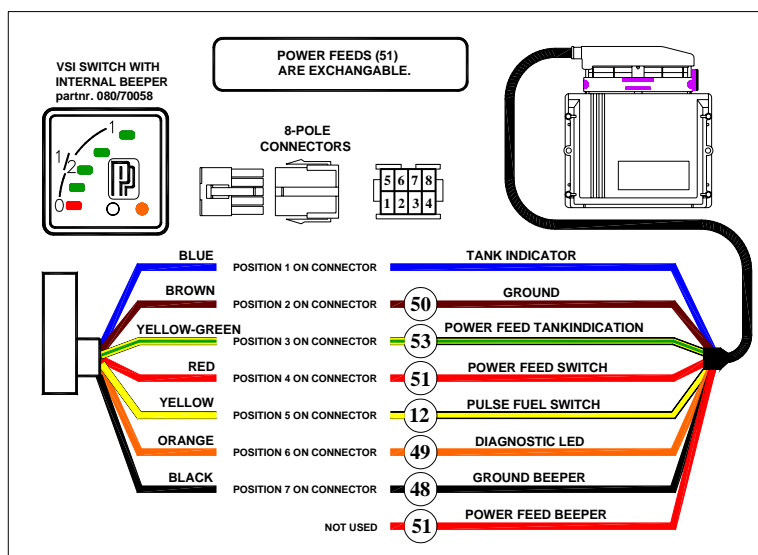 VSI SWITCH WITH
INTERNAL BEEPER
partnr. 080/70058
POWER FEEDS (51)
ARE EXCHANGABLE.
1
1/2
0
8-POLE
CONNECTORS
5 6 7 8
1 2 3 4
BLUE POSITION 1 ON CONNECTOR TANK INDICATOR
BROWN POSITION 2 ON CONNECTOR 50 GROUND
YELLOW-GREEN POSITION 3 ON CONNECTOR 53 POWER FEED TANKINDICATION
RED POSITION 4 ON CONNECTOR 51 POWER FEED SWITCH
YELLOW POSITION 5 ON CONNECTOR 12 PULSE FUEL SWITCH
ORANGE POSITION 6 ON CONNECTOR 49 DIAGNOSTIC LED
BLACK POSITION 7 ON CONNECTOR 48 GROUND BEEPER
NOT USED 51 POWER FEED BEEPER